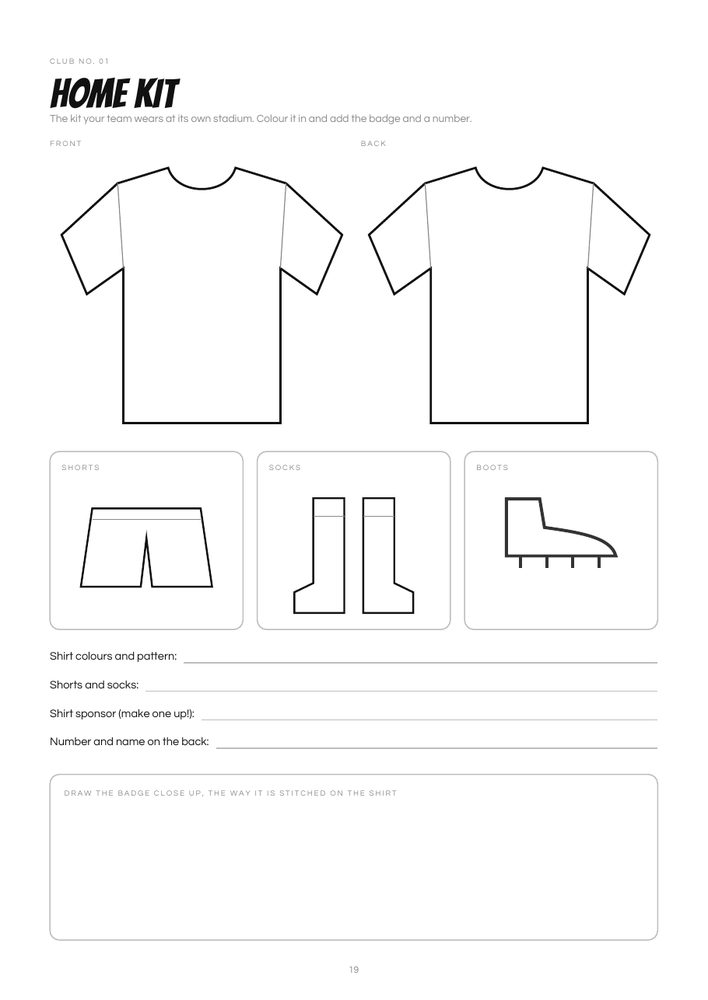 CLUB NO. 01
HOME KIT
The kit your team wears at its own stadium. Colour it in and add the badge and a number.
FRONT
BACK
SHORTS
SOCKS
BOOTS
Shirt colours and pattern:
Shorts and socks:
Shirt sponsor (make one up!):
Number and name on the back:
DRAW THE BADGE CLOSE UP, THE WAY IT IS STITCHED ON THE SHIRT
19